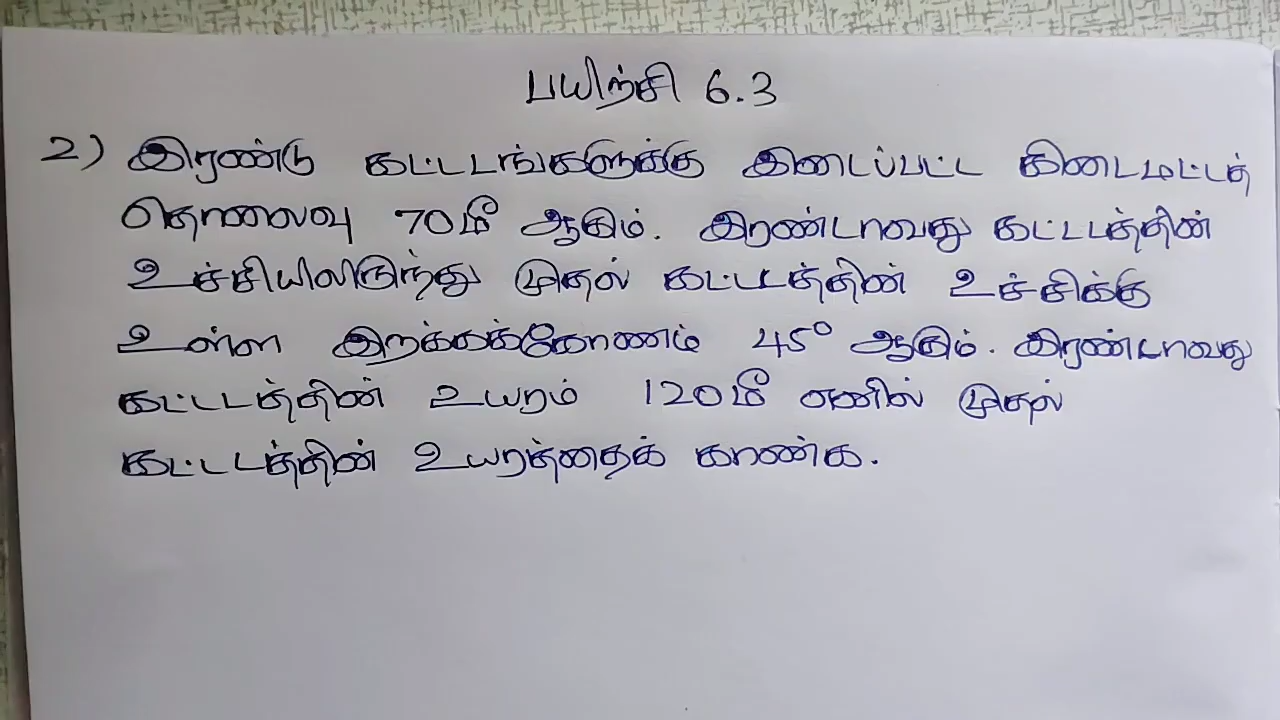 பயிற்சி 6.3
2) இரண்டு கட்டடங்களுக்கு இடைப்பட்ட கிடைமட்டத்
தொலைவு 70மீ ஆகும். இரண்டாவது கட்டடத்தின்
உச்சியிலிருந்து முதல் கட்டடத்தின் உச்சிக்கு
உள்ள இறக்கக்கோணம் 45° ஆகும். இரண்டாவது
கட்டடத்தின் உயரம் 120மீ எனில் முதல்
கட்டடத்தின் உயரத்தைக் காண்க.